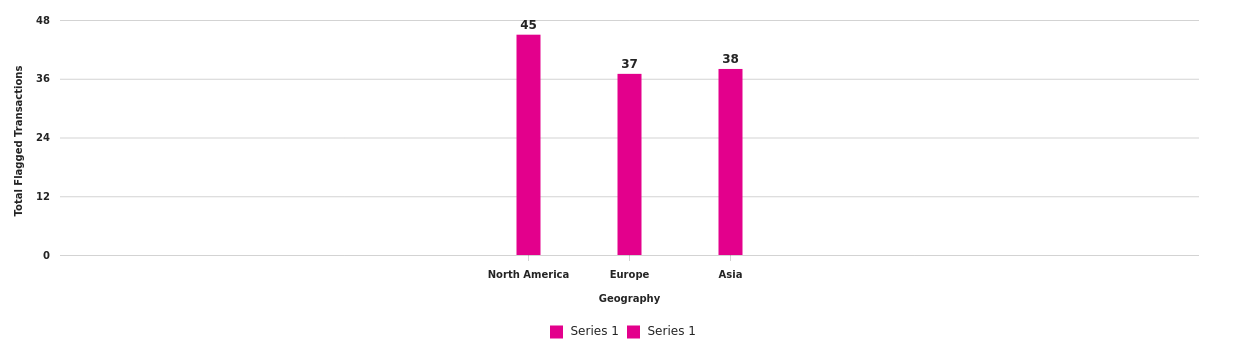 48
36
24
12
0
Total Flagged Transactions
45
37
38
North America Europe Asia
Geography
Series 1 Series 1